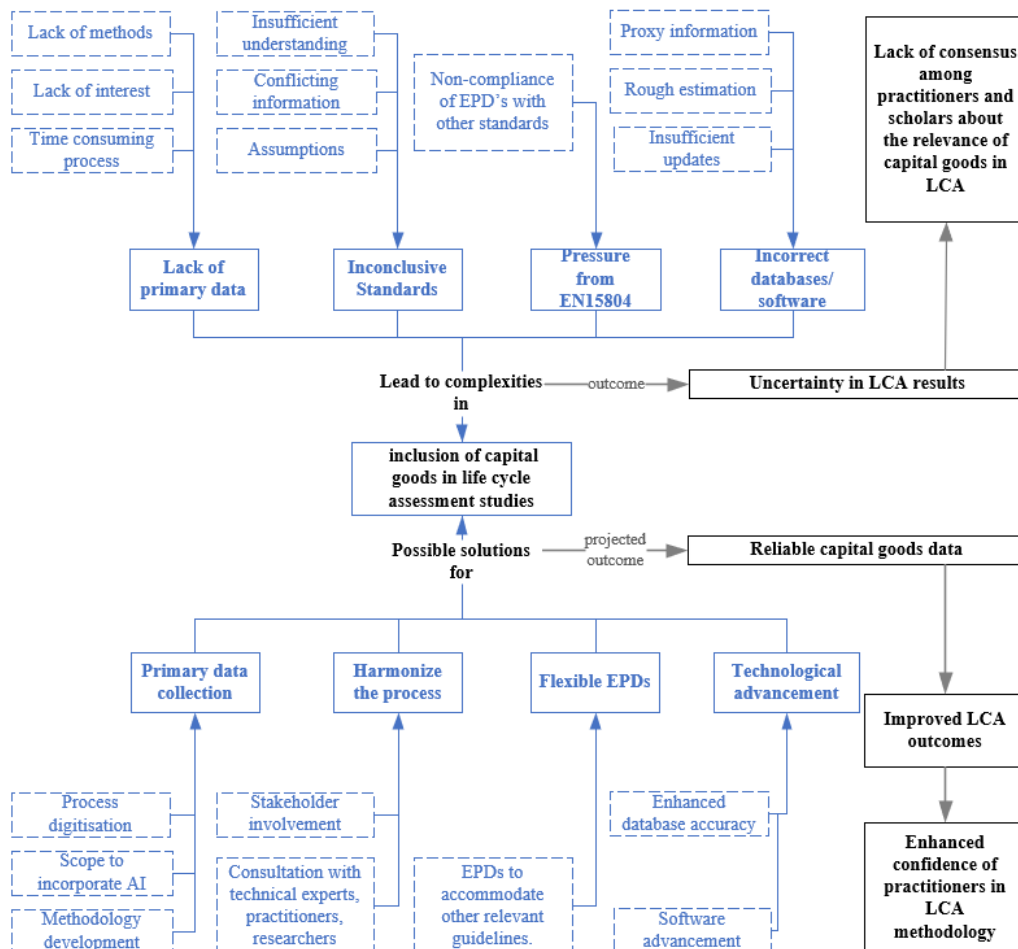 Lack of methods
Lack of interest
Time consuming
process
Insufficient
understanding
Conflicting
information
Assumptions
Non-compliance
of EPD’s with
other standards
Proxy information
Rough estimation
Insufficient
updates
Lack of consensus
among
practitioners and
scholars about
the relevance of
capital goods in
LCA
Lack of
primary data
Inconclusive
Standards
Pressure
from
EN15804
Incorrect
databases/
software
Lead to complexities
in
outcome
Uncertainty in LCA results
inclusion of capital
goods in life cycle
assessment studies
Possible solutions
for
projected
outcome
Reliable capital goods data
Primary data
collection
Harmonize
the process
Flexible EPDs
Technological
advancement
Improved LCA
outcomes
Process
digitisation
Scope to
incorporate AI
Methodology
development
Stakeholder
involvement
Consultation with
technical experts,
practitioners,
researchers
EPDs to
accommodate
other relevant
guidelines.
Enhanced
database accuracy
Software
advancement
Enhanced
confidence of
practitioners in
LCA
methodology